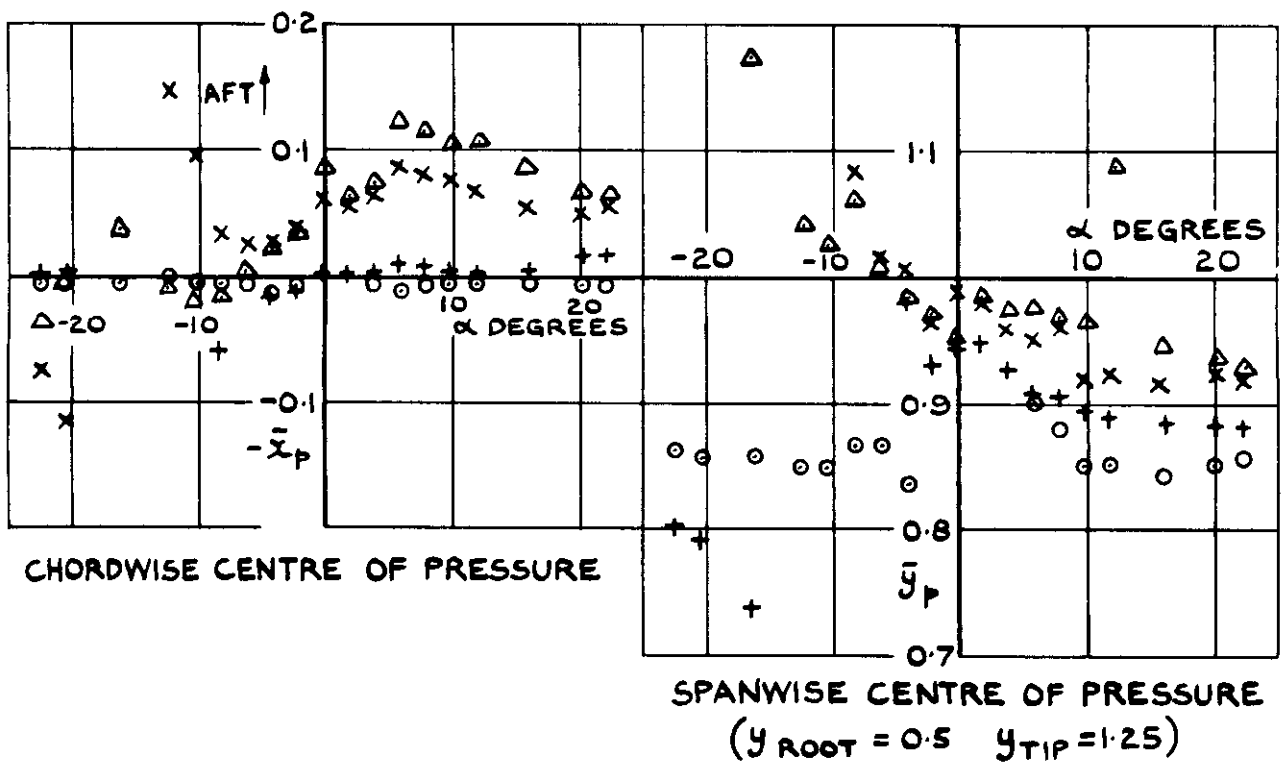 0·2
AFT
0·1
-20
-10
10
20
α DEGREES
-0·1
-x̄p
CHORDWISE CENTRE OF PRESSURE
1·1
α DEGREES
-20
-10
10
20
0·9
0·8
ȳp
0·7
SPANWISE CENTRE OF PRESSURE
(y ROOT = 0·5 y TIP = 1·25)